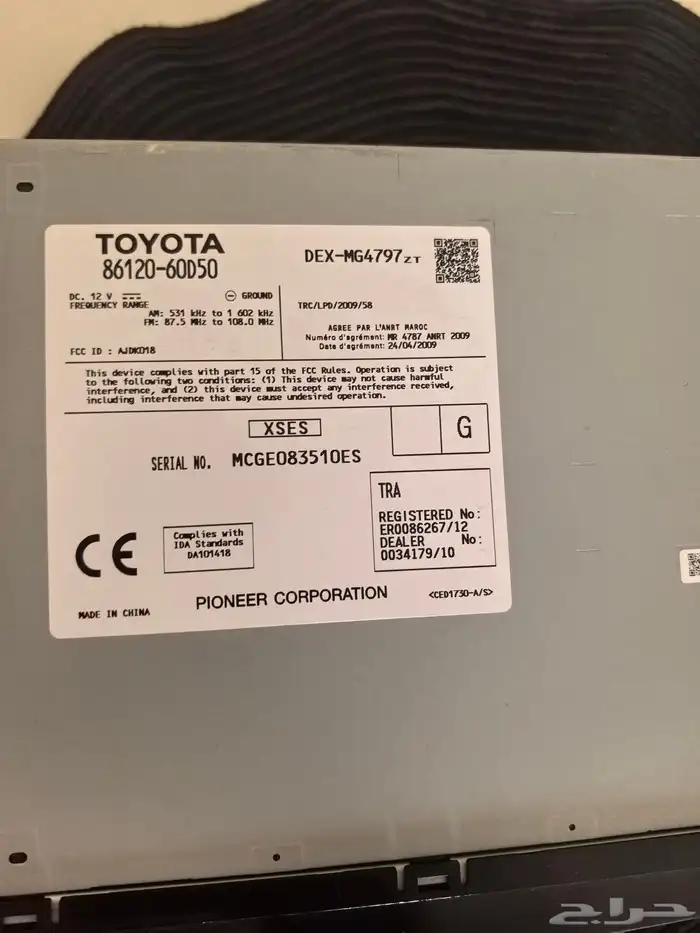 TOYOTA
86120-60D50
DEX-MG4797 ZT
DC. 12 V
GROUND
FREQUENCY RANGE
AM: 531 kHz to 1 602 kHz
FM: 87.5 MHz to 108.0 MHz
FCC ID : AJDK018
TRC/LPD/2009/58
AGREE PAR L'ANRT MAROC
Numéro d'agrément: MR 4787 ANRT 2009
Date d'agrément: 24/04/2009
This device complies with part 15 of the FCC Rules. Operation is subject
to the following two conditions: (1) This device may not cause harmful
interference, and (2) this device must accept any interference received,
including interference that may cause undesired operation.
XSES
G
SERIAL NO. MCGE083510ES
TRA
REGISTERED No:
ER0086267/12
DEALER No:
0034179/10
CE
Complies with
IDA Standards
DA101418
MADE IN CHINA
PIONEER CORPORATION
<CED1730-A/S>
حراج